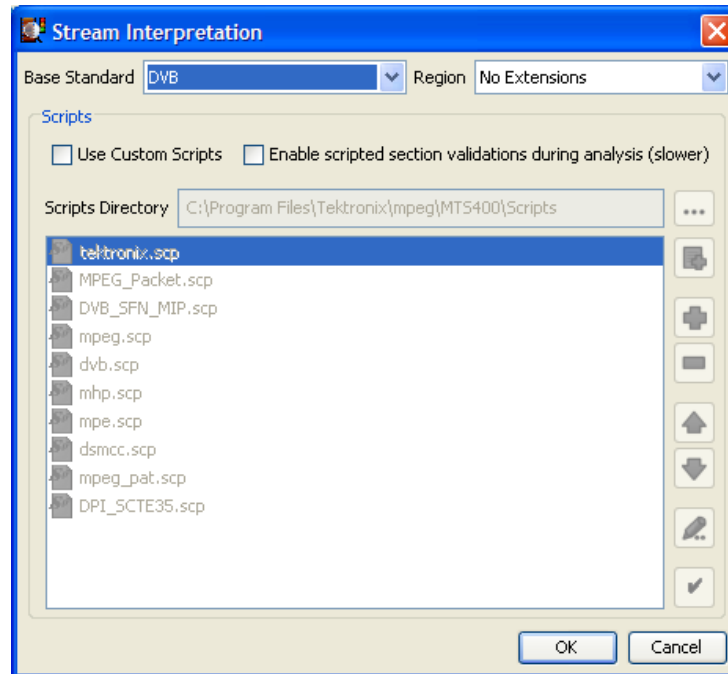 Stream Interpretation
Base Standard DVB Region No Extensions
Scripts
Use Custom Scripts Enable scripted section validations during analysis (slower)
Scripts Directory C:\Program Files\Tektronix\mpeg\MTS400\Scripts ...
tektronix.scp
MPEG_Packet.scp
DVB_SFN_MIP.scp
mpeg.scp
dvb.scp
mhp.scp
mpe.scp
dsmcc.scp
mpeg_pat.scp
DPI_SCTE35.scp
OK Cancel